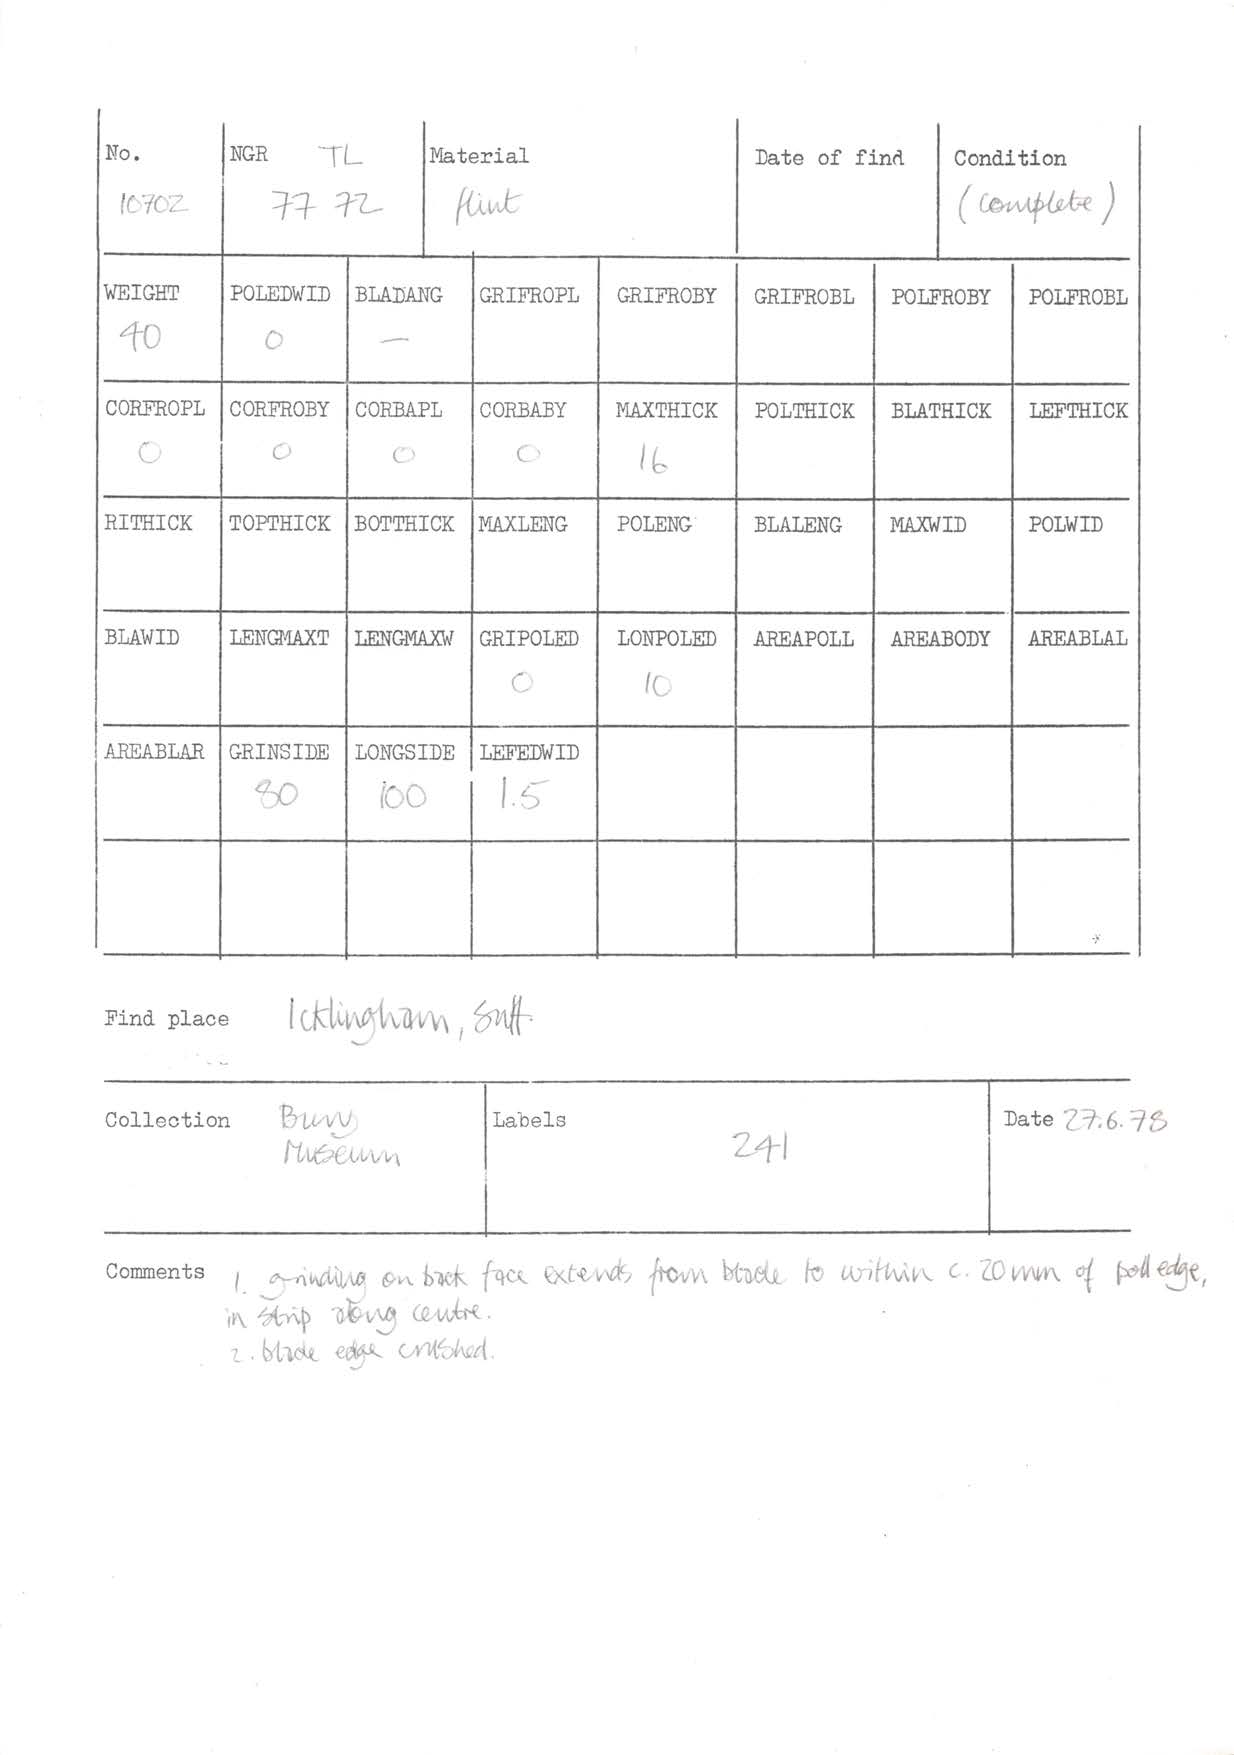 No. NGR TL Material Date of find Condition
10702 77 72 flint (complete)
WEIGHT POLEDWID BLADANG GRIFROPL GRIFROBY GRIFROBL POLFROBY POLFROBL
40 0 —
CORFROPL CORFROBY CORBAPL CORBABY MAXTHICK POLTHICK BLATHICK LEFTHICK
0 0 0 0 16
RITHICK TOPTHICK BOTTHICK MAXLENG POLENG BLALENG MAXWID POLWID
BLAWID LENGMAXT LENGMAXW GRIPOLED LONPOLED AREAPOLL AREABODY AREABLAL
0 10
AREABLAR GRINSIDE LONGSIDE LEFEDWID
80 100 1.5
Find place Icklingham, Suff.
Collection Bury Labels Date 27.6.78
Museum 241
Comments 1. grinding on back face extends from blade to within c. 20mm of poll edge,
in strip along centre.
2. blade edge crushed.